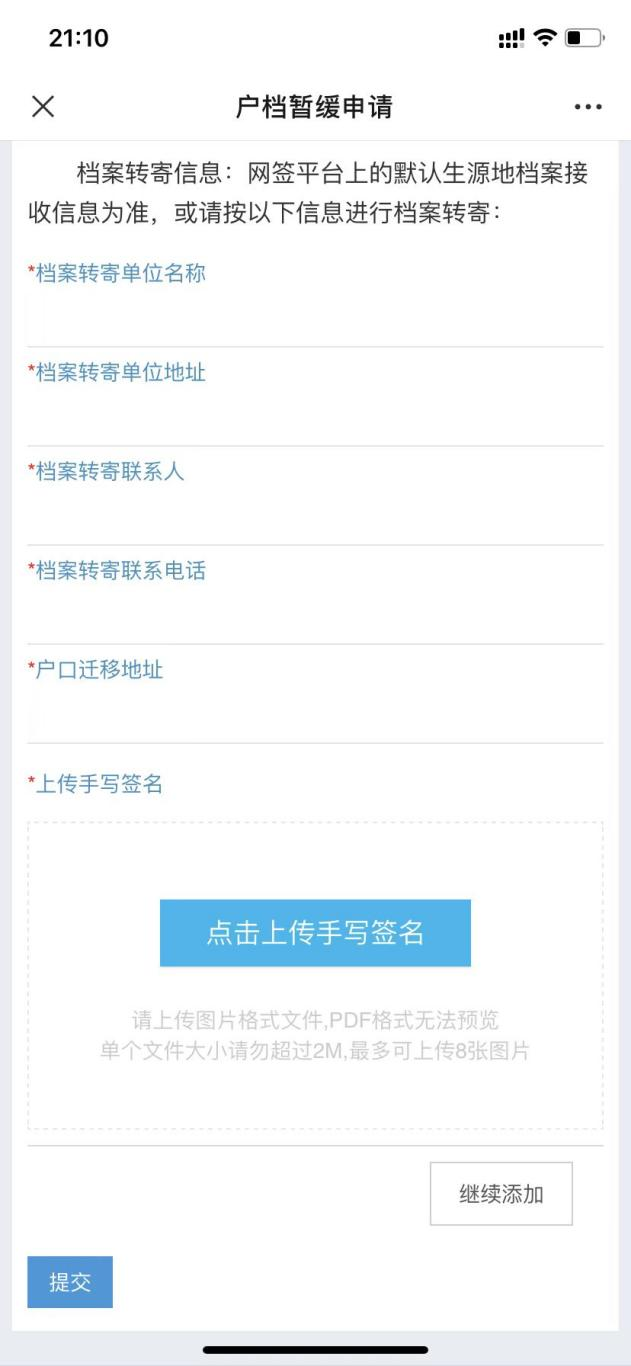 21:10
户档暂缓申请
档案转寄信息：网签平台上的默认生源地档案接
收信息为准，或请按以下信息进行档案转寄：
*档案转寄单位名称
*档案转寄单位地址
*档案转寄联系人
*档案转寄联系电话
*户口迁移地址
*上传手写签名
点击上传手写签名
请上传图片格式文件,PDF格式无法预览
单个文件大小请勿超过2M,最多可上传8张图片
继续添加
提交